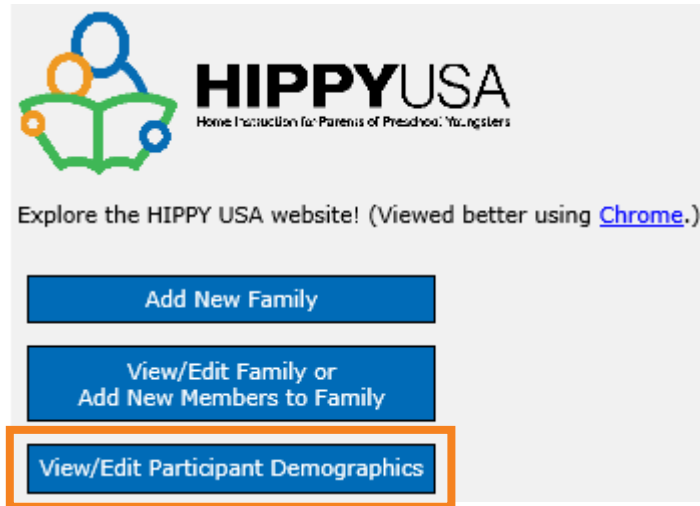 HIPPYUSA
Home Instruction for Parents of Preschool Youngsters
Explore the HIPPY USA website! (Viewed better using Chrome.)
Add New Family
View/Edit Family or
Add New Members to Family
View/Edit Participant Demographics